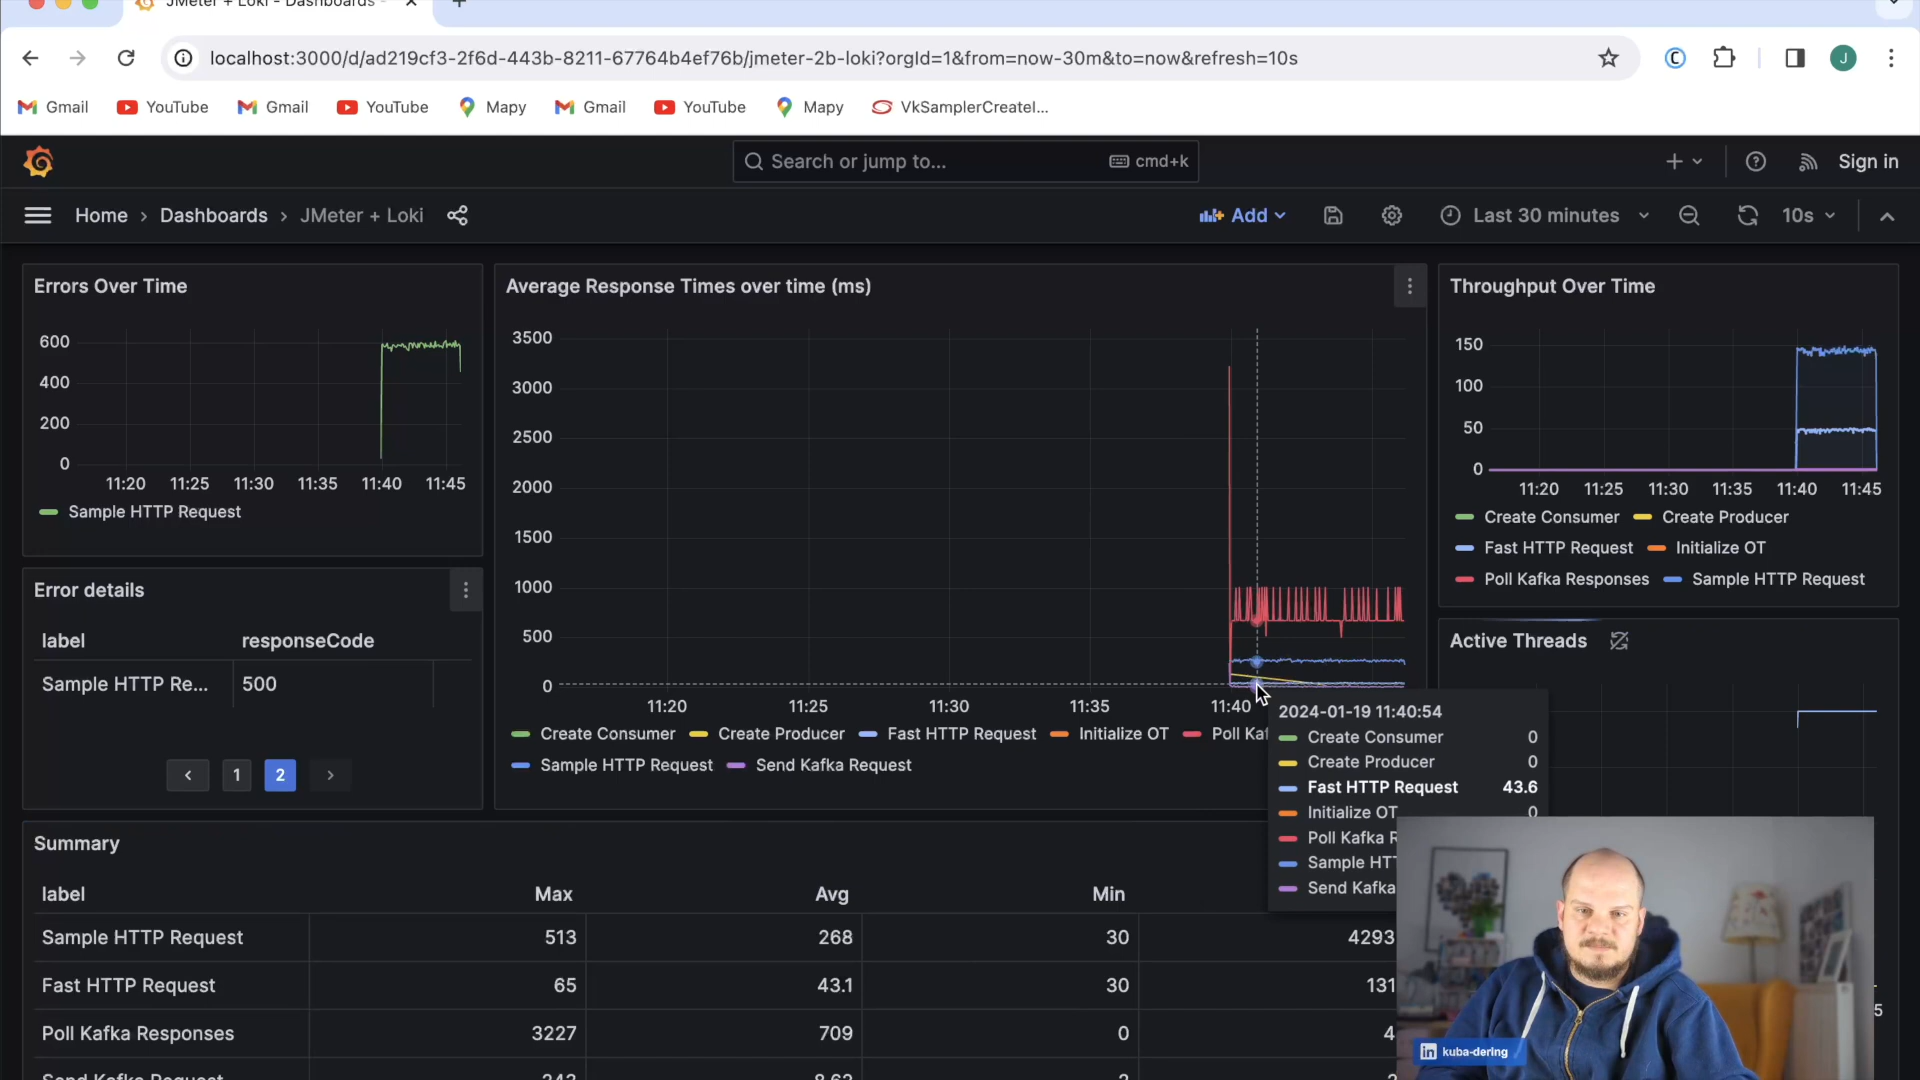 JMeter + Loki - Dashboards -
localhost:3000/d/ad219cf3-2f6d-443b-8211-67764b4ef76b/jmeter-2b-loki?orgId=1&from=now-30m&to=now&refresh=10s
J
Gmail YouTube Gmail YouTube Mapy Gmail YouTube Mapy VkSamplerCreateI...
Search or jump to... cmd+k
Sign in
Home › Dashboards › JMeter + Loki
Add
Last 30 minutes
10s
Errors Over Time
600
400
200
0
11:20 11:25 11:30 11:35 11:40 11:45
Sample HTTP Request
Error details
label responseCode
Sample HTTP Re... 500
1 2
Average Response Times over time (ms)
3500
3000
2500
2000
1500
1000
500
0
11:20 11:25 11:30 11:35 11:40
Create Consumer Create Producer Fast HTTP Request Initialize OT Poll Kaf
Sample HTTP Request Send Kafka Request
2024-01-19 11:40:54
Create Consumer 0
Create Producer 0
Fast HTTP Request 43.6
Initialize OT 0
Poll Kafka R
Sample HTT
Send Kafka
Throughput Over Time
150
100
50
0
11:20 11:25 11:30 11:35 11:40 11:45
Create Consumer Create Producer
Fast HTTP Request Initialize OT
Poll Kafka Responses Sample HTTP Request
Active Threads
5
Summary
label Max Avg Min
Sample HTTP Request 513 268 30 4293
Fast HTTP Request 65 43.1 30 131
Poll Kafka Responses 3227 709 0 4
Send Kafka Request 243 8.63 2
in kuba-dering